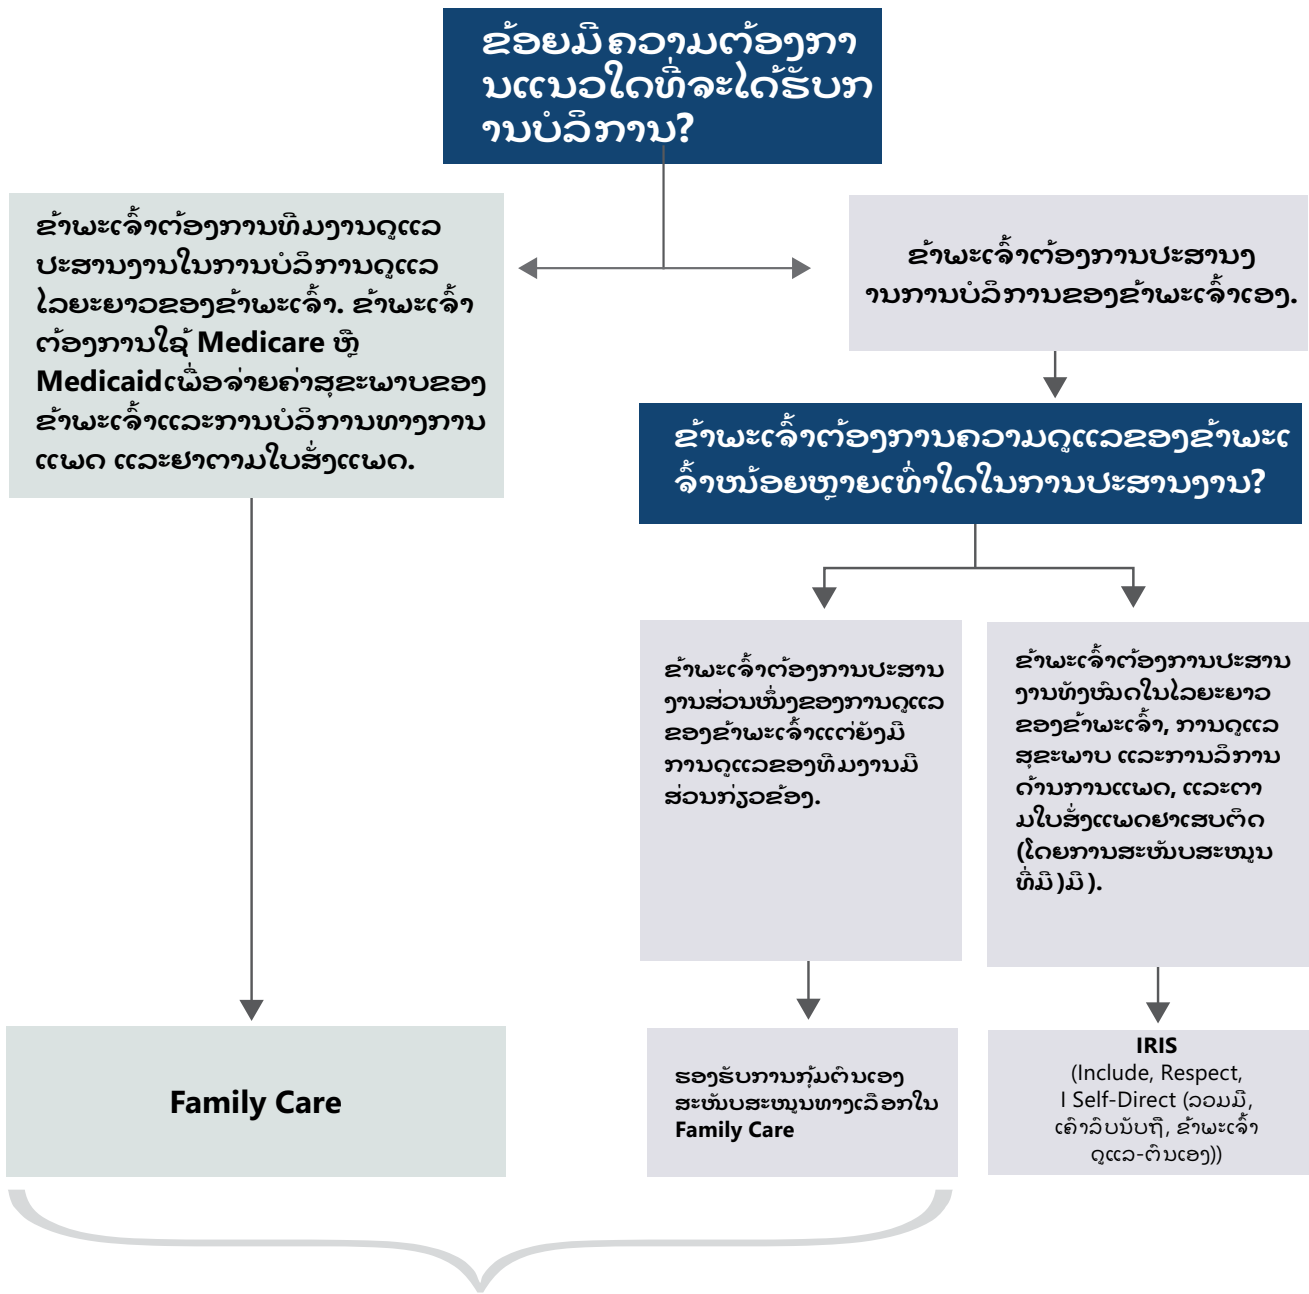 ຂ້ອຍມີຄວາມຕ້ອງກາ
ນແນວໃດທີ່ຈະໄດ້ຮັບກ
ານບໍລິການ?
ຂ້າພະເຈົ້າຕ້ອງການທີມງານດູແລ
ປະສານງານໃນການບໍລິການດູແລ
ໄລຍະຍາວຂອງຂ້າພະເຈົ້າ. ຂ້າພະເຈົ້າ
ຕ້ອງການໃຊ້ Medicare ຫຼື
Medicaidເພື່ອຈ່າຍຄ່າສຸຂະພາບຂອງ
ຂ້າພະເຈົ້າແລະການບໍລິການທາງການ
ແພດ ແລະຢາຕາມໃບສັ່ງແພດ.
ຂ້າພະເຈົ້າຕ້ອງການປະສານງ
ານການບໍລິການຂອງຂ້າພະເຈົ້າເອງ.
ຂ້າພະເຈົ້າຕ້ອງການຄວາມດູແລຂອງຂ້າພະເ
ຈົ້າໜ້ອຍຫຼາຍເທົ່າໃດໃນການປະສານງານ?
ຂ້າພະເຈົ້າຕ້ອງການປະສານ
ງານສ່ວນໜຶ່ງຂອງການດູແລ
ຂອງຂ້າພະເຈົ້າແຕ່ຍັງມີ
ການດູແລຂອງທີມງານມີ
ສ່ວນກ່ຽວຂ້ອງ.
ຂ້າພະເຈົ້າຕ້ອງການປະສານ
ງານທັງໝົດໃນໄລຍະຍາວ
ຂອງຂ້າພະເຈົ້າ, ການດູແລ
ສຸຂະພາບ ແລະການລິການ
ດ້ານການແພດ, ແລະຕາ
ມໃບສັ່ງແພດຢາເສບຕິດ
(ໂດຍການສະໜັບສະໜູນ
ທີ່ມີ)ມີ).
Family Care
ຮອງຮັບການກຸ້ມຕົນເອງ
ສະໜັບສະໜູນທາງເລືອກໃນ
Family Care
IRIS
(Include, Respect,
I Self-Direct (ລວມມີ,
ເຄົາລົບນັບຖື, ຂ້າພະເຈົ້າ
ດູແລ-ຕົນເອງ))